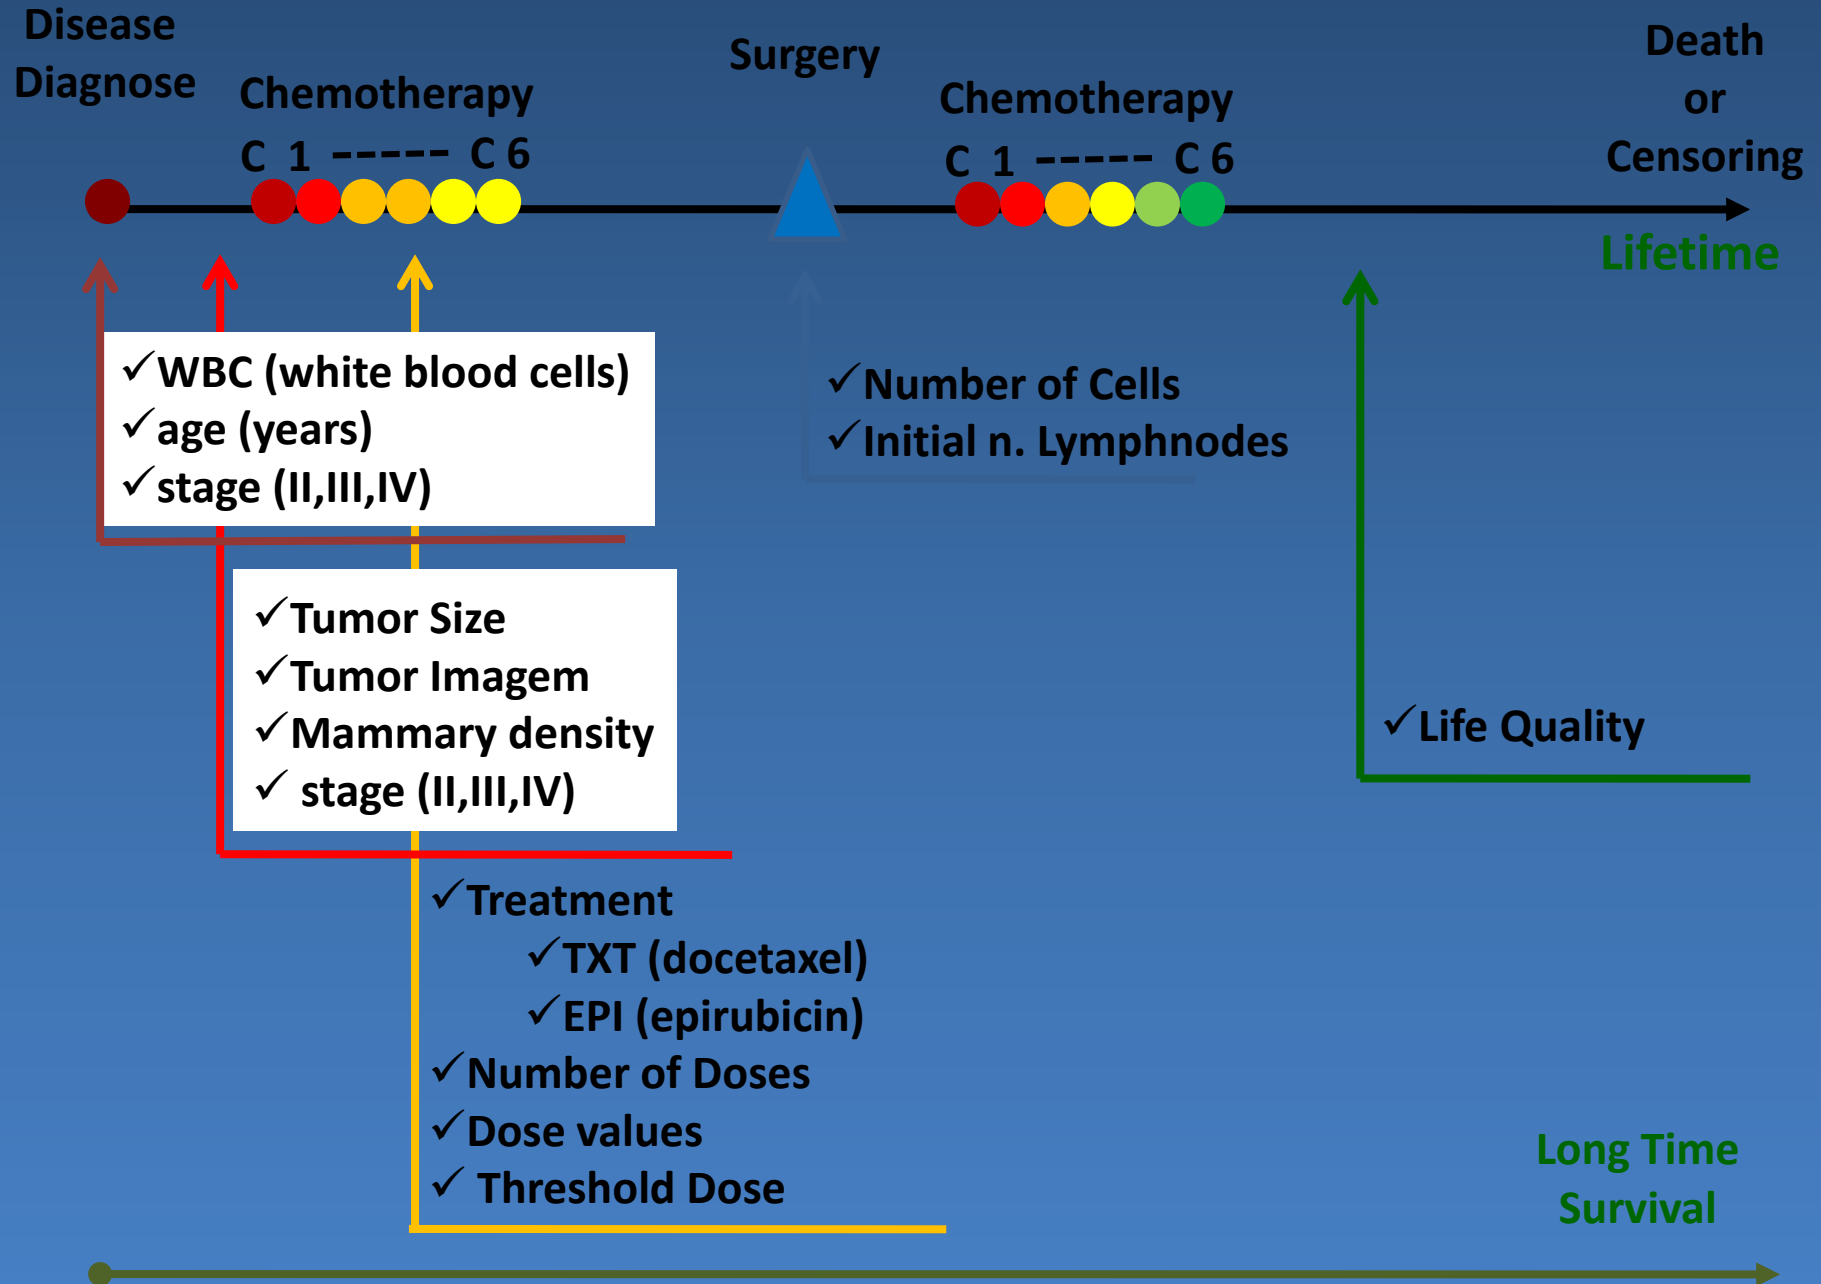 Disease
Diagnose
Chemotherapy
C 1 ----- C 6
Surgery
Chemotherapy
C 1 ----- C 6
Death
or
Censoring
Lifetime
✓WBC (white blood cells)
✓age (years)
✓stage (II,III,IV)
✓Number of Cells
✓Initial n. Lymphnodes
✓Tumor Size
✓Tumor Imagem
✓Mammary density
✓ stage (II,III,IV)
✓Life Quality
✓Treatment
✓TXT (docetaxel)
✓EPI (epirubicin)
✓Number of Doses
✓Dose values
✓ Threshold Dose
Long Time
Survival